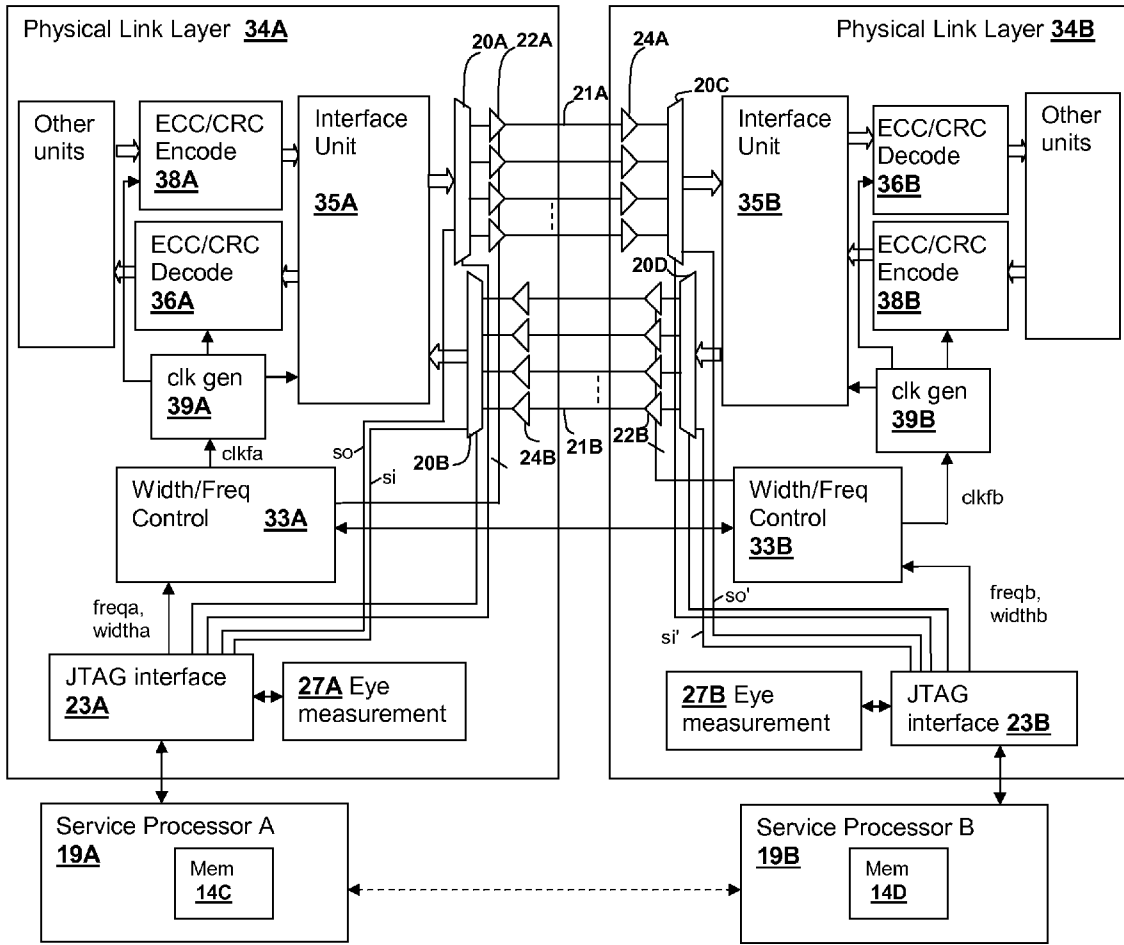 Physical Link Layer 34A
Physical Link Layer 34B
20A
22A
24A
20C
21A
Other
units
ECC/CRC
Encode
38A
Interface
Unit
35A
ECC/CRC
Decode
36A
clk gen
39A
clkfa
Width/Freq
Control
33A
freqa,
widtha
JTAG interface
23A
27A Eye
measurement
so
si
20B
24B
21B
22B
20D
Interface
Unit
35B
ECC/CRC
Decode
36B
Other
units
ECC/CRC
Encode
38B
clk gen
39B
clkfb
Width/Freq
Control
33B
freqb,
widthb
so'
si'
27B Eye
measurement
JTAG
interface 23B
Service Processor A
19A
Mem
14C
Service Processor B
19B
Mem
14D